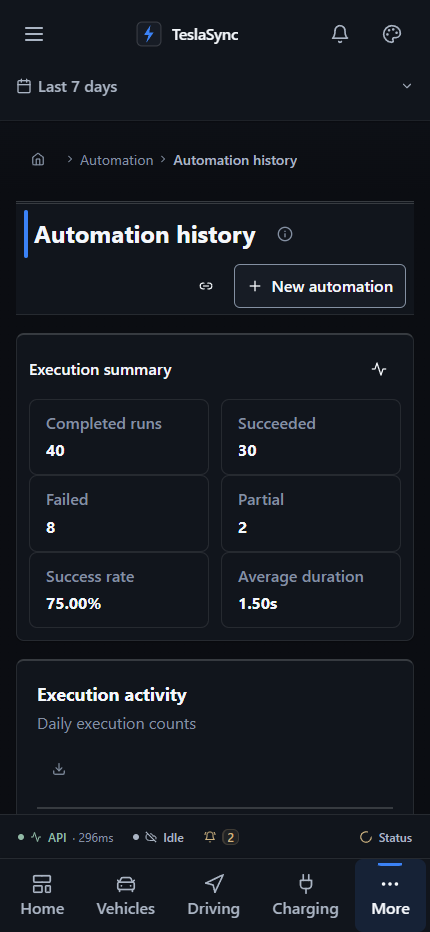 TeslaSync
Last 7 days
Automation
Automation history
Automation history
New automation
Execution summary
Completed runs
40
Succeeded
30
Failed
8
Partial
2
Success rate
75.00%
Average duration
1.50s
Execution activity
Daily execution counts
API · 296ms
Idle
2
Status
Home
Vehicles
Driving
Charging
More